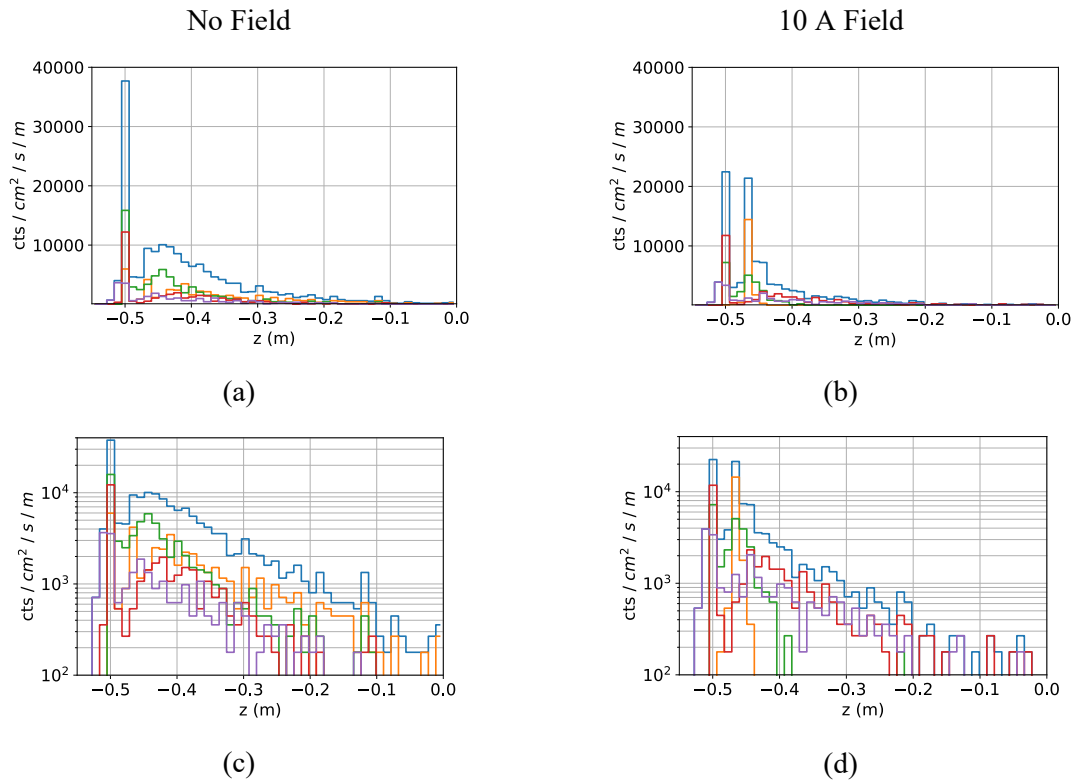 No Field
10 A Field
40000
30000
20000
10000
cts / cm² / s / m
−0.5 −0.4 −0.3 −0.2 −0.1 0.0
z (m)
(a)
40000
30000
20000
10000
cts / cm² / s / m
−0.5 −0.4 −0.3 −0.2 −0.1 0.0
z (m)
(b)
10⁴
10³
10²
cts / cm² / s / m
−0.5 −0.4 −0.3 −0.2 −0.1 0.0
z (m)
(c)
10⁴
10³
10²
cts / cm² / s / m
−0.5 −0.4 −0.3 −0.2 −0.1 0.0
z (m)
(d)